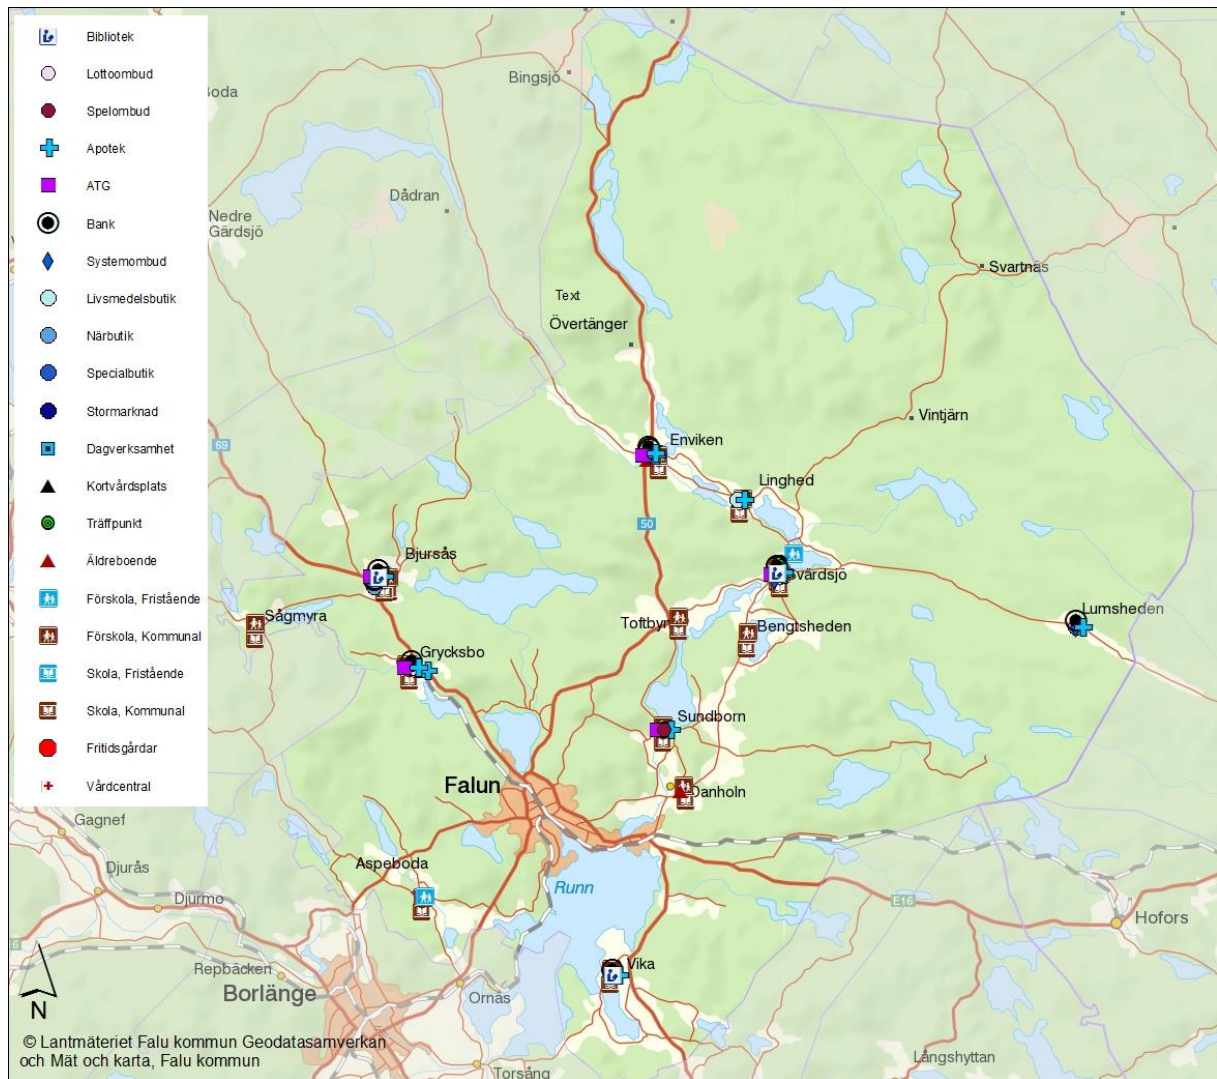 Bibliotek
Lottoombud
Spelombud
Apotek
ATG
Bank
Systemombud
Livsmedelsbutik
Närbutik
Specialbutik
Stormarknad
Dagverksamhet
Kortvårdsplats
Träffpunkt
Äldreboende
Förskola, Fristående
Förskola, Kommunal
Skola, Fristående
Skola, Kommunal
Fritidsgårdar
Vårdcentral
Bingsjö
Boda
Dådran
Nedre
Gärdsjö
Svartnäs
Text
Övertänger
Vintjärn
69
Enviken
Linghed
50
Bjursås
Svärdsjö
Sågmyra
Toftbyn
Bengtsheden
Lumsheden
Grycksbo
Sundborn
Falun
Danholn
Gagnef
Djurås
Aspeboda
Runn
Djurmo
E16
Hofors
16
Repbäcken
Vika
Borlänge
Ornäs
N
© Lantmäteriet Falu kommun Geodatasamverkan
och Mät och karta, Falu kommun
Långshyttan
Torsång